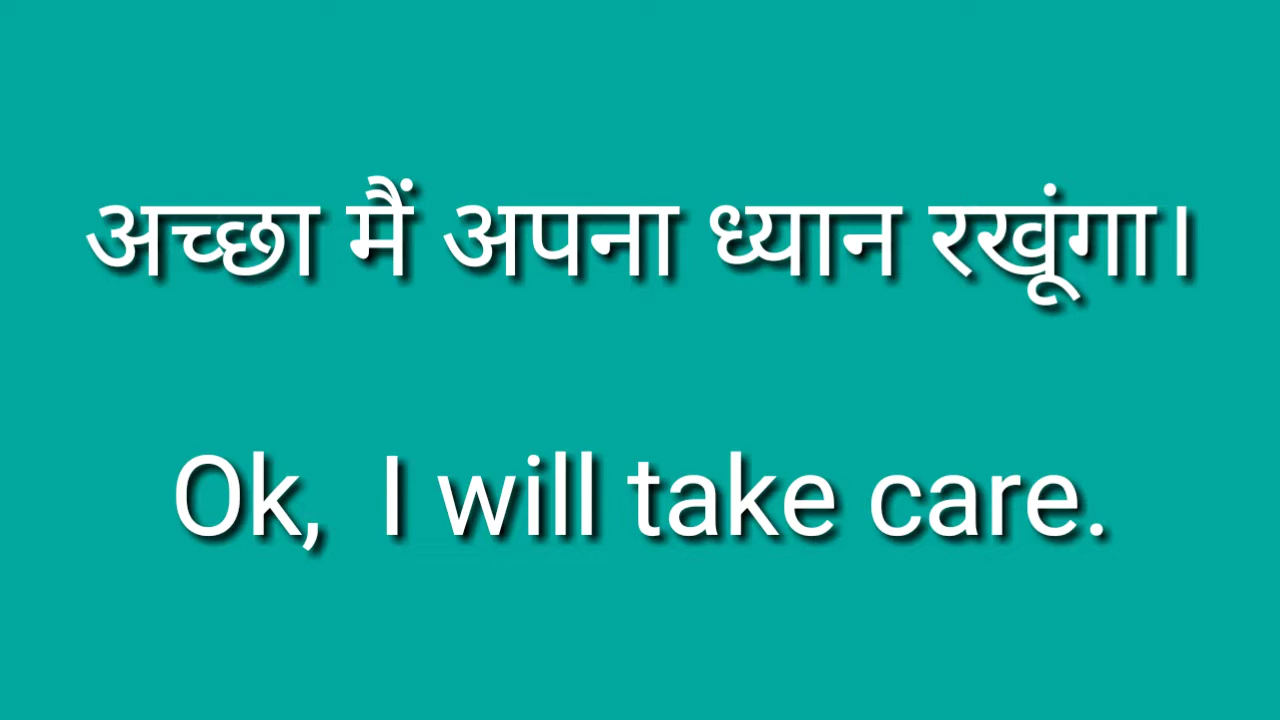 अच्छा मैं अपना ध्यान रखूंगा।
Ok,  I will take care.